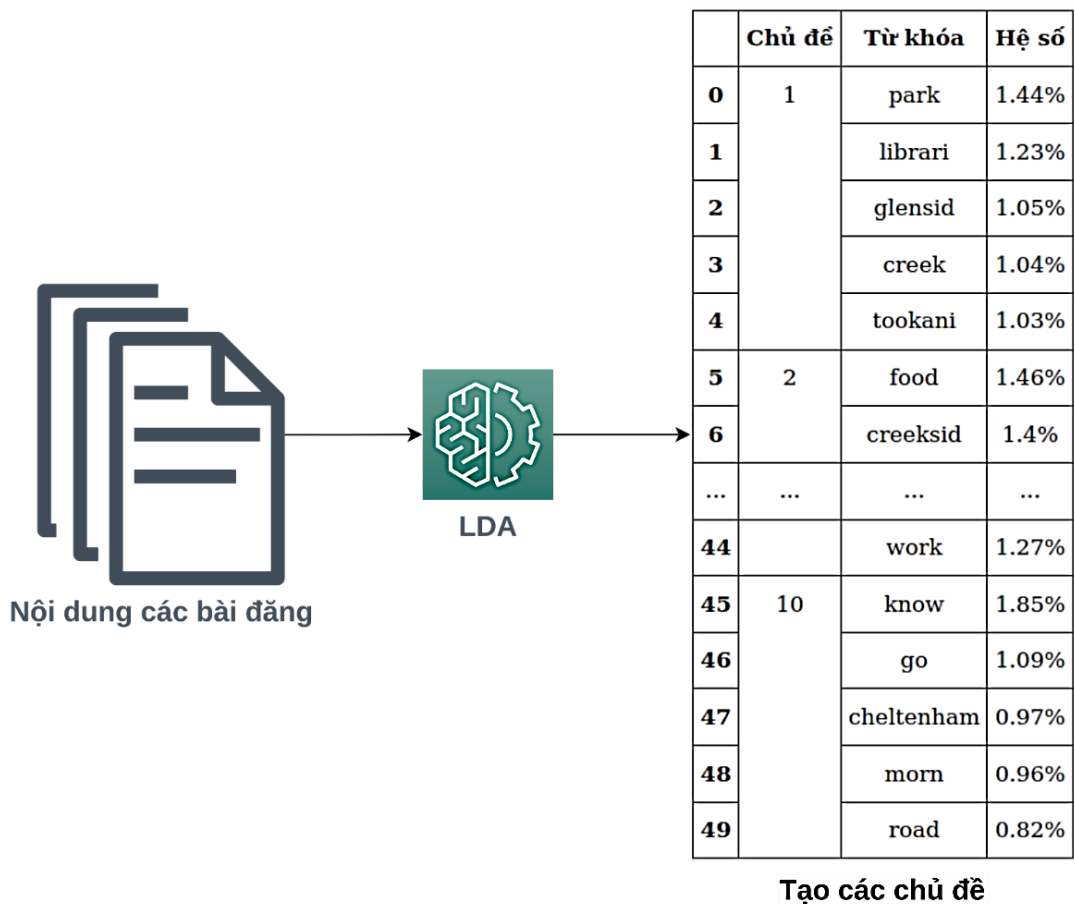 Chủ đề Từ khóa Hệ số
0 1 park 1.44%
1 librari 1.23%
2 glensid 1.05%
3 creek 1.04%
4 tookani 1.03%
5 2 food 1.46%
6 creeksid 1.4%
... ... ... ...
44 work 1.27%
45 10 know 1.85%
46 go 1.09%
47 cheltenham 0.97%
48 morn 0.96%
49 road 0.82%
LDA
Nội dung các bài đăng
Tạo các chủ đề